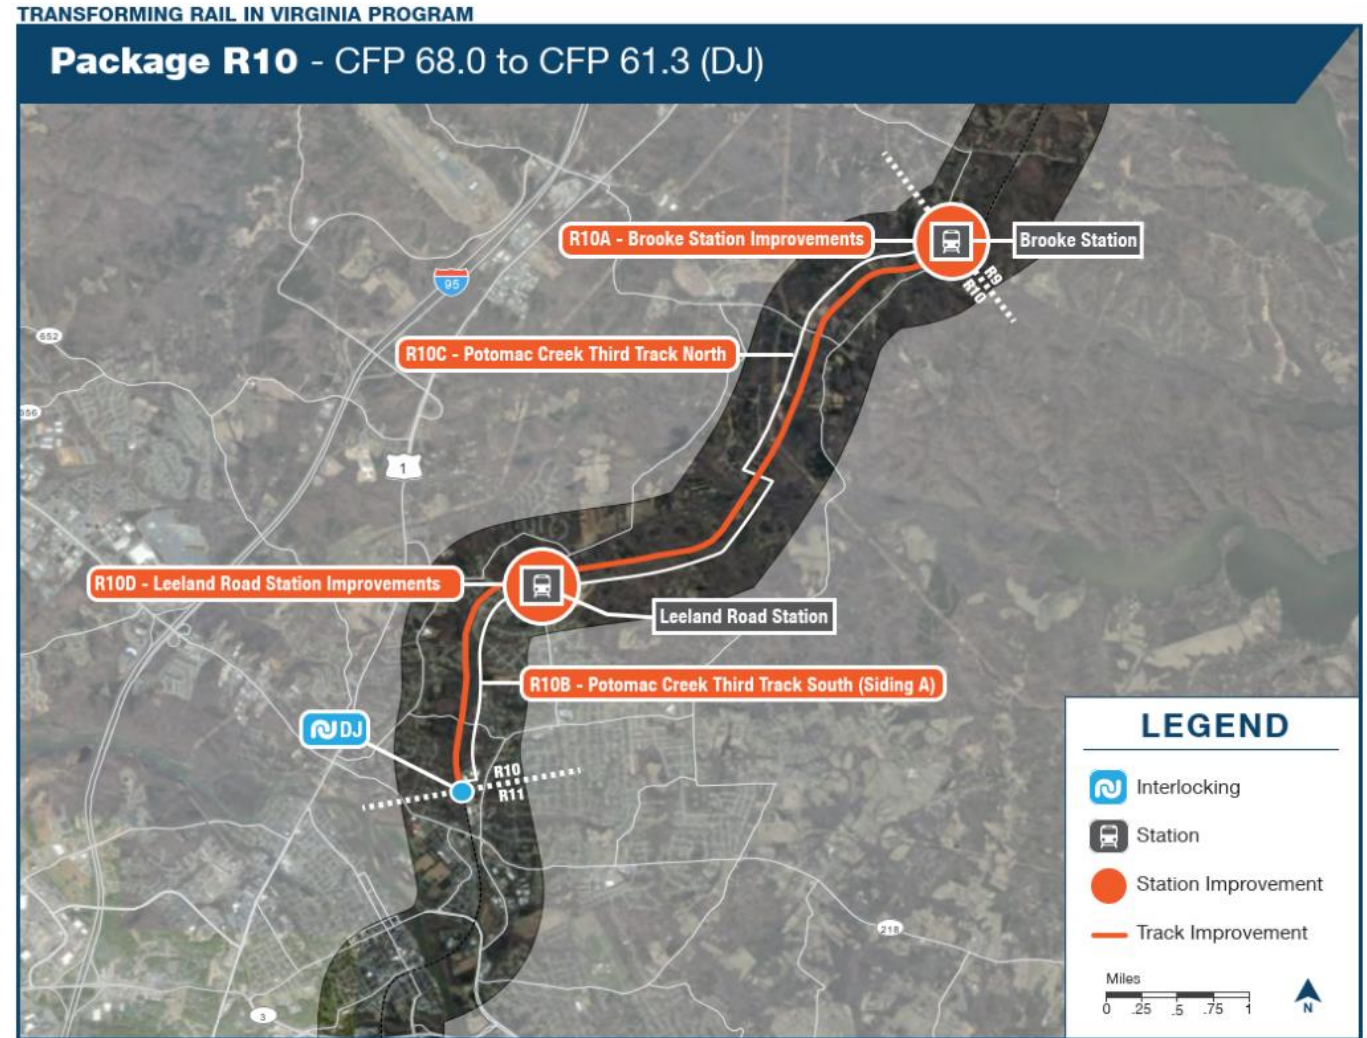 TRANSFORMING RAIL IN VIRGINIA PROGRAM
Package R10 - CFP 68.0 to CFP 61.3 (DJ)
R10A - Brooke Station Improvements
Brooke Station
R9
R10
95
652
R10C - Potomac Creek Third Track North
656
1
R10D - Leeland Road Station Improvements
Leeland Road Station
R10B - Potomac Creek Third Track South (Siding A)
DJ
R10
R11
218
3
LEGEND
Interlocking
Station
Station Improvement
Track Improvement
Miles
0 .25 .5 .75 1
N